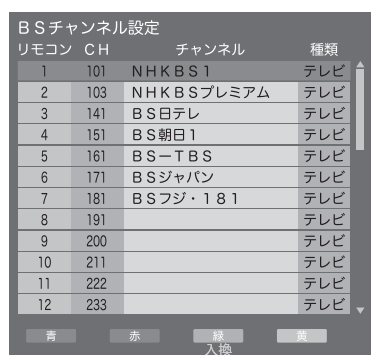 ＢＳチャンネル設定
リモコン ＣＨ チャンネル 種類
1 101 ＮＨＫＢＳ１ テレビ
2 103 ＮＨＫＢＳプレミアム テレビ
3 141 ＢＳ日テレ テレビ
4 151 ＢＳ朝日１ テレビ
5 161 ＢＳ－ＴＢＳ テレビ
6 171 ＢＳジャパン テレビ
7 181 ＢＳフジ・１８１ テレビ
8 191 テレビ
9 200 テレビ
10 211 テレビ
11 222 テレビ
12 233 テレビ
青 赤 緑 黄
入換